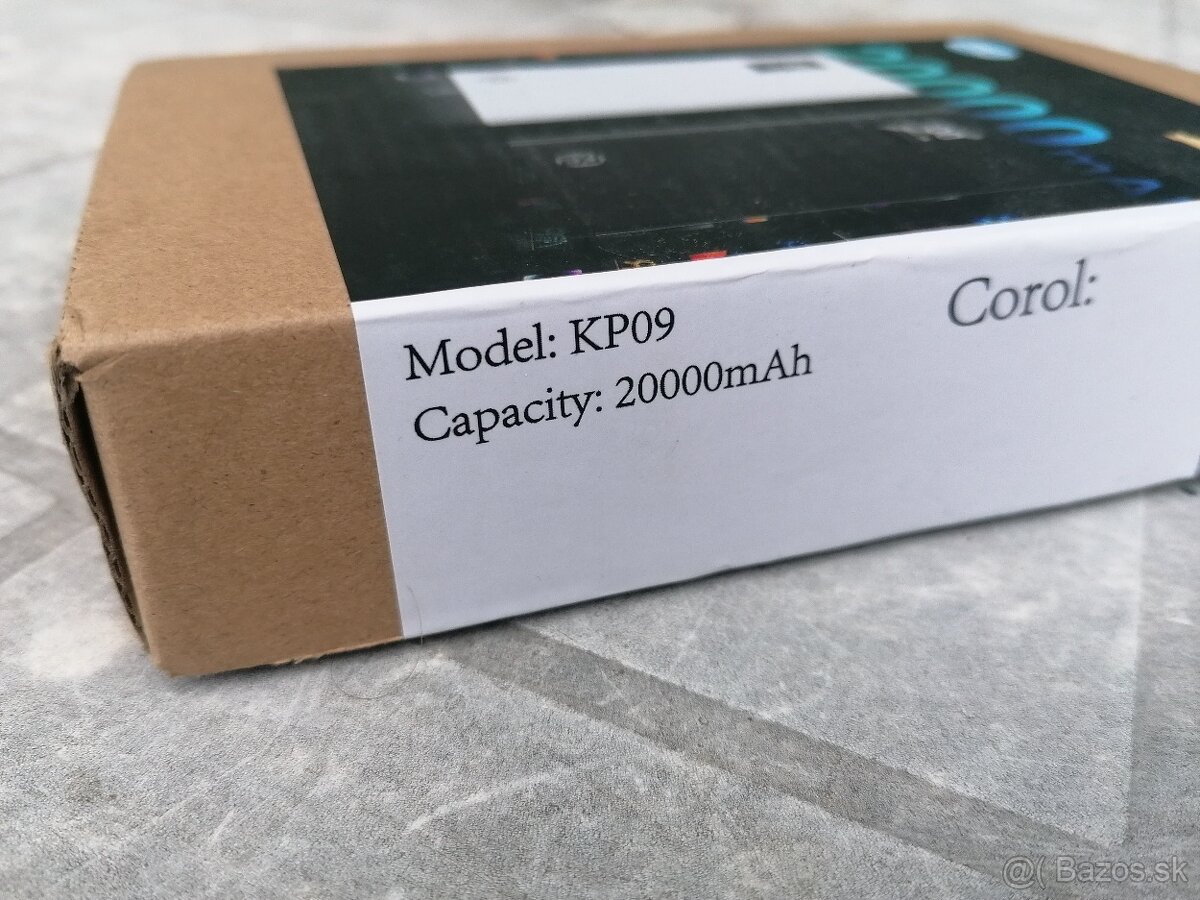 Model: KP09
Capacity: 20000mAh
Corol:
@( Bazos.sk